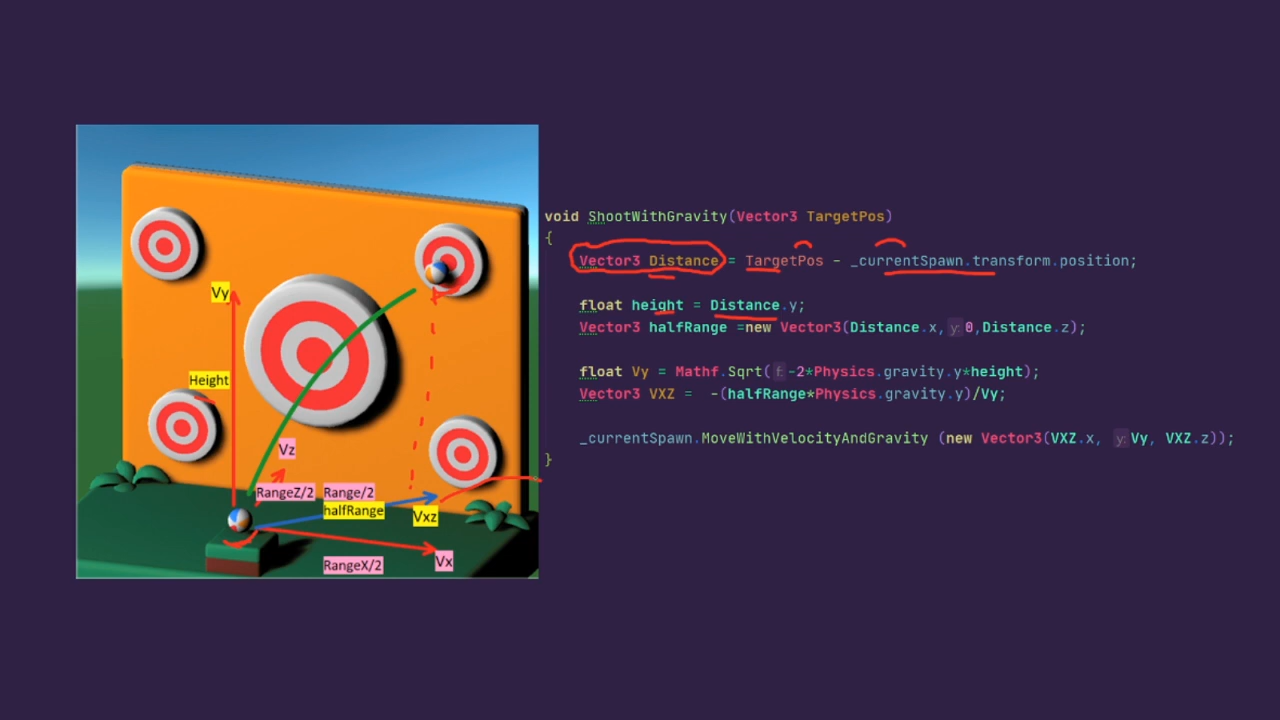 Vy
Height
Vz
RangeZ/2
Range/2
halfRange
Vxz
Vx
RangeX/2
void ShootWithGravity(Vector3 TargetPos)
{
Vector3 Distance = TargetPos - _currentSpawn.transform.position;
float height = Distance.y;
Vector3 halfRange =new Vector3(Distance.x, y: 0,Distance.z);
float Vy = Mathf.Sqrt( f: -2*Physics.gravity.y*height);
Vector3 VXZ = -(halfRange*Physics.gravity.y)/Vy;
_currentSpawn.MoveWithVelocityAndGravity (new Vector3(VXZ.x, y: Vy, VXZ.z));
}